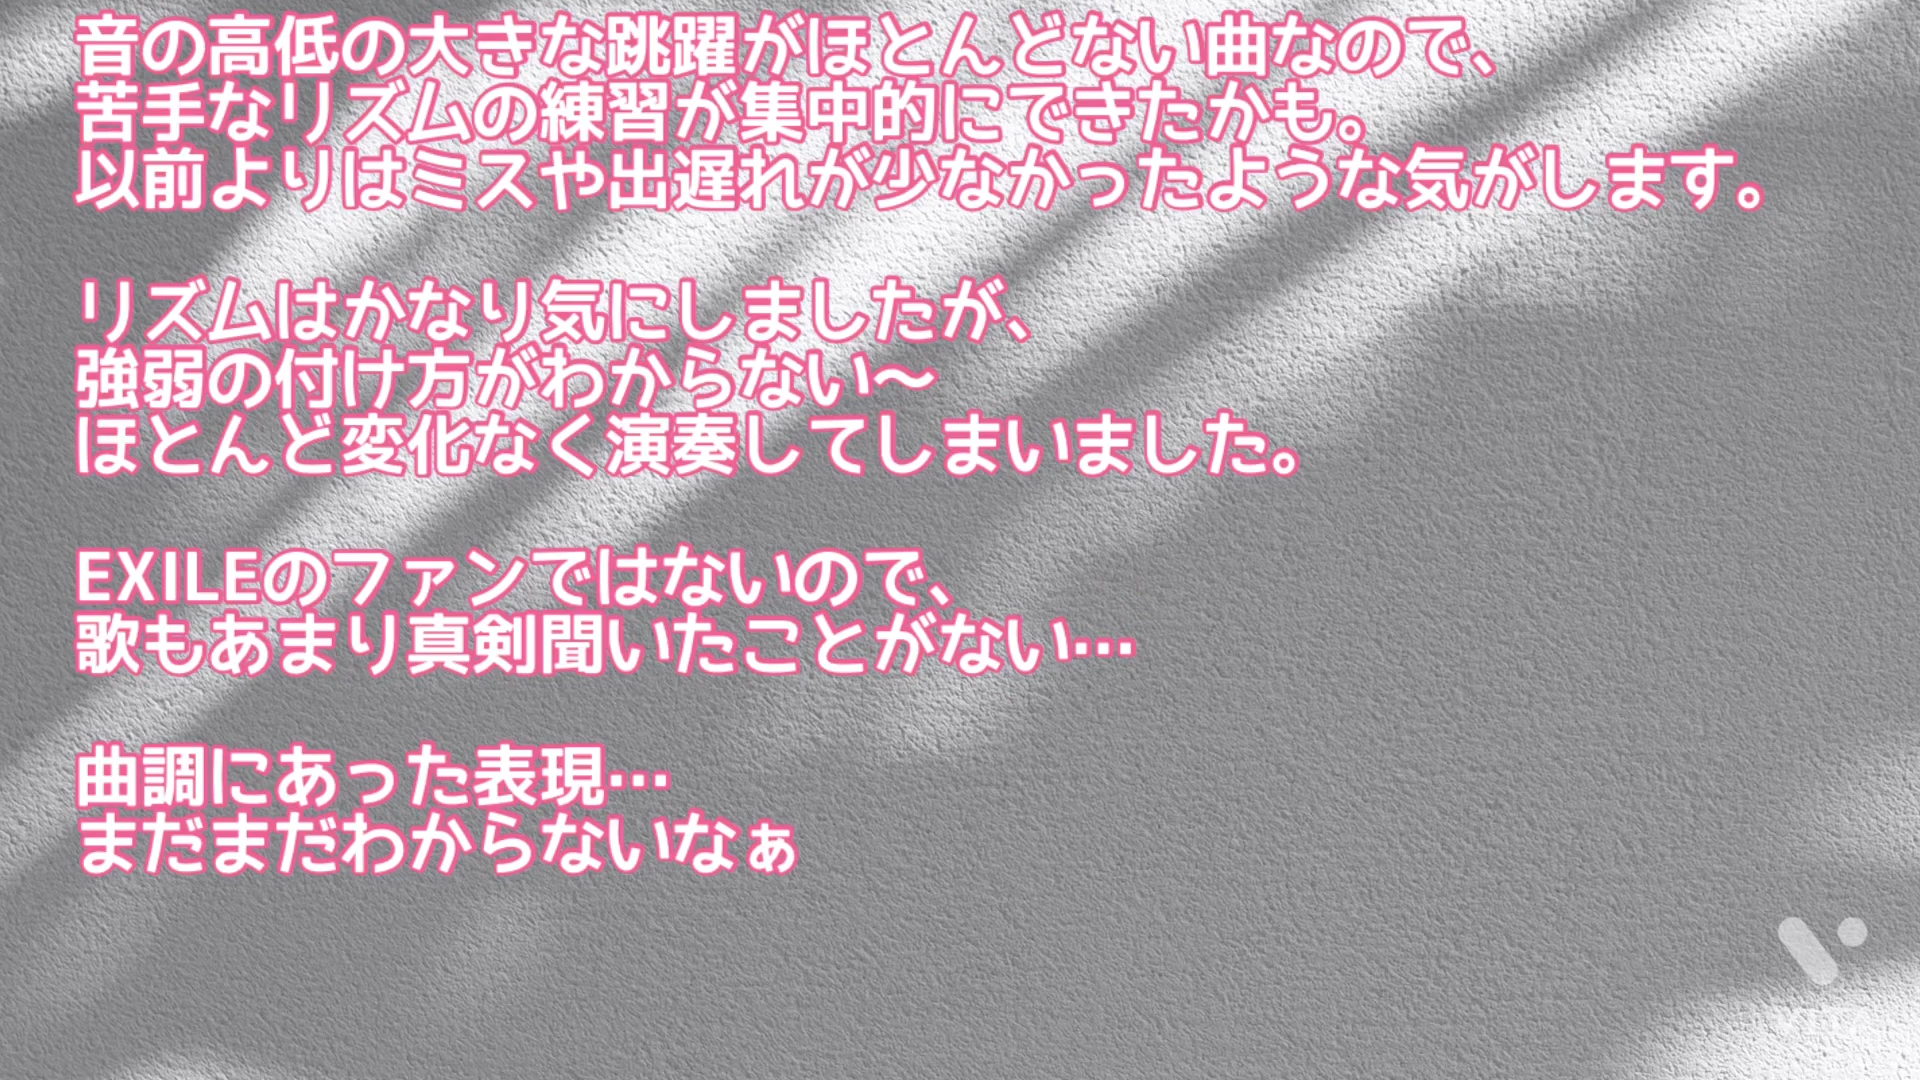 音の高低の大きな跳躍がほとんどない曲なので、
苦手なリズムの練習が集中的にできたかも。
以前よりはミスや出遅れが少なかったような気がします。
リズムはかなり気にしましたが、
強弱の付け方がわからない〜
ほとんど変化なく演奏してしまいました。
EXILEのファンではないので、
歌もあまり真剣聞いたことがない…
曲調にあった表現…
まだまだわからないなぁ